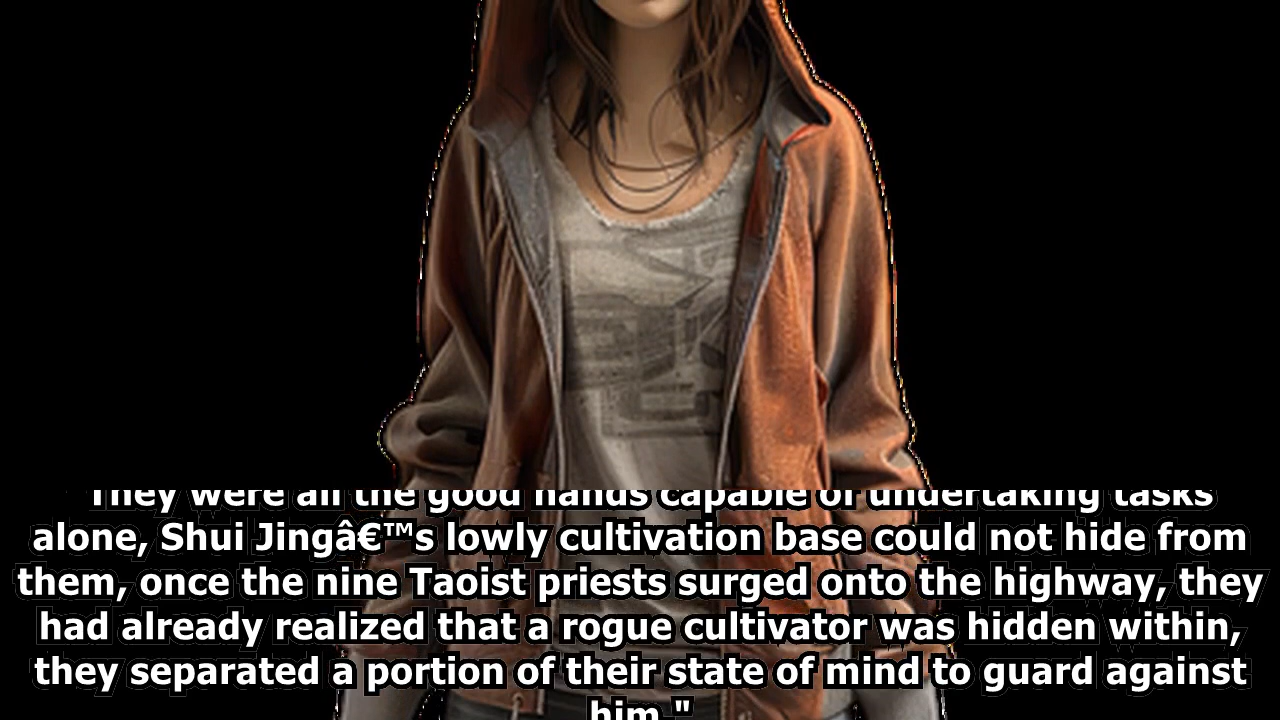 "They were all the good hands capable of undertaking tasks
alone, Shui Jingâ€™s lowly cultivation base could not hide from
them, once the nine Taoist priests surged onto the highway, they
had already realized that a rogue cultivator was hidden within,
they separated a portion of their state of mind to guard against
him."